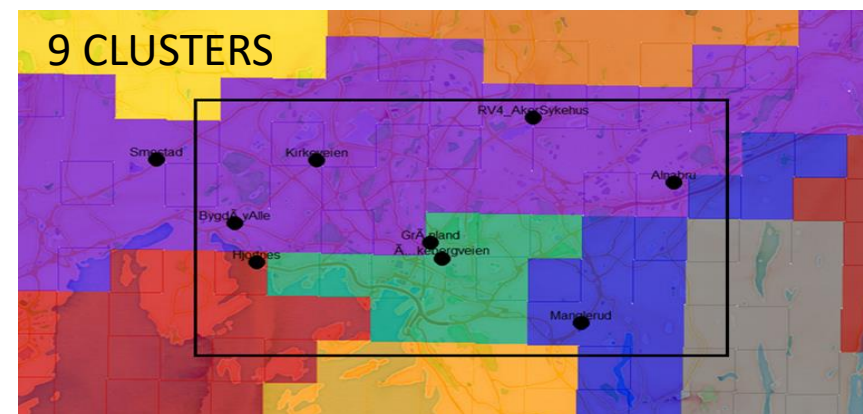 9 CLUSTERS
RV4_AkerSykehus
Smestad
Kirkeveien
Alnabru
BygdÃ¸yAlle
GrÃ¸nland
Hjortnes
Ã…kebergveien
Manglerud